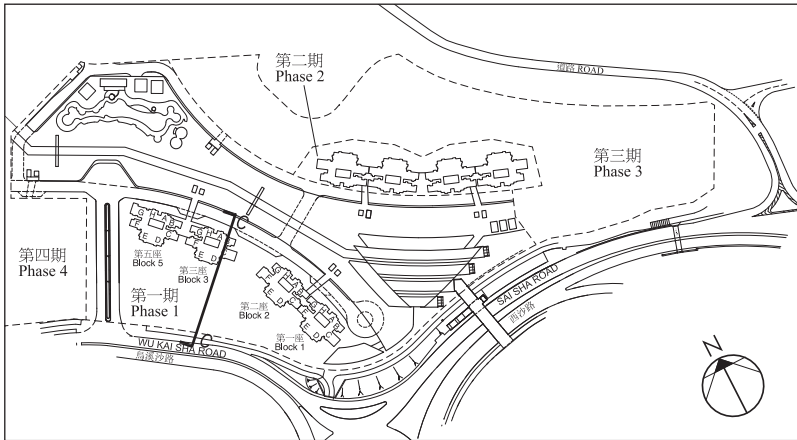 第二期
Phase 2
道路 ROAD
第三期
Phase 3
第四期
Phase 4
第五座
Block 5
第三座
Block 3
第一期
Phase 1
第二座
Block 2
第一座
Block 1
SAI SHA ROAD
西沙路
WU KAI SHA ROAD
烏溪沙路
C
C
N